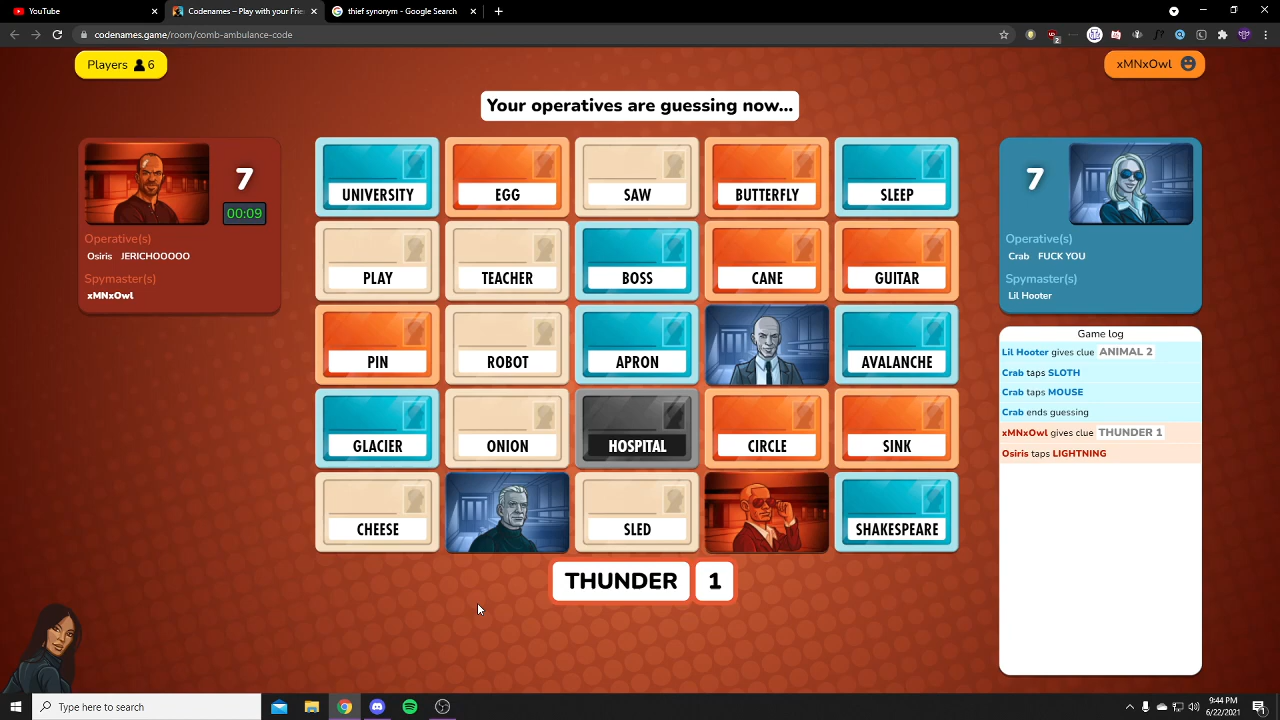 YouTube
Codenames – Play with your Frie
thief synonym - Google Search
codenames.game/room/comb-ambulance-code
2
Players 6
xMNxOwl
Your operatives are guessing now...
7
00:09
Operative(s)
Osiris JERICHOOOOO
Spymaster(s)
xMNxOwl
UNIVERSITY
EGG
SAW
BUTTERFLY
SLEEP
PLAY
TEACHER
BOSS
CANE
GUITAR
PIN
ROBOT
APRON
AVALANCHE
GLACIER
ONION
HOSPITAL
CIRCLE
SINK
CHEESE
SLED
SHAKESPEARE
THUNDER 1
7
Operative(s)
Crab FUCK YOU
Spymaster(s)
Lil Hooter
Game log
Lil Hooter gives clue ANIMAL 2
Crab taps SLOTH
Crab taps MOUSE
Crab ends guessing
xMNxOwl gives clue THUNDER 1
Osiris taps LIGHTNING
Type here to search
9:44 PM
6/22/2021